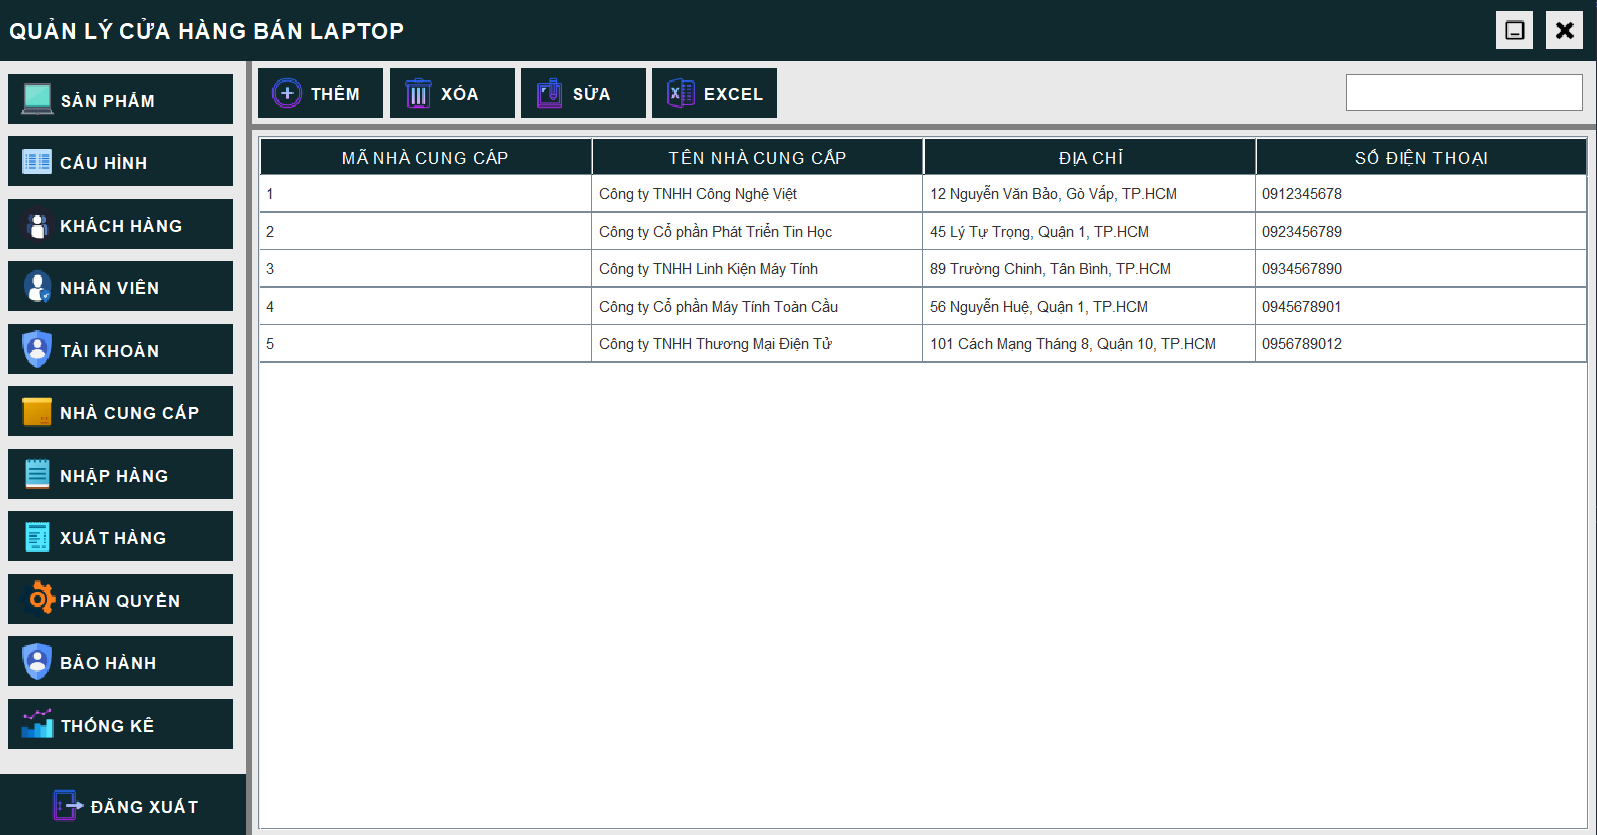 QUẢN LÝ CỬA HÀNG BÁN LAPTOP
SẢN PHẨM
CẤU HÌNH
KHÁCH HÀNG
NHÂN VIÊN
TÀI KHOẢN
NHÀ CUNG CẤP
NHẬP HÀNG
XUẤT HÀNG
PHÂN QUYỀN
BẢO HÀNH
THỐNG KÊ
ĐĂNG XUẤT
THÊM XÓA SỬA EXCEL
MÃ NHÀ CUNG CẤP TÊN NHÀ CUNG CẤP ĐỊA CHỈ SỐ ĐIỆN THOẠI
1 Công ty TNHH Công Nghệ Việt 12 Nguyễn Văn Bảo, Gò Vấp, TP.HCM 0912345678
2 Công ty Cổ phần Phát Triển Tin Học 45 Lý Tự Trọng, Quận 1, TP.HCM 0923456789
3 Công ty TNHH Linh Kiện Máy Tính 89 Trường Chinh, Tân Bình, TP.HCM 0934567890
4 Công ty Cổ phần Máy Tính Toàn Cầu 56 Nguyễn Huệ, Quận 1, TP.HCM 0945678901
5 Công ty TNHH Thương Mại Điện Tử 101 Cách Mạng Tháng 8, Quận 10, TP.HCM 0956789012